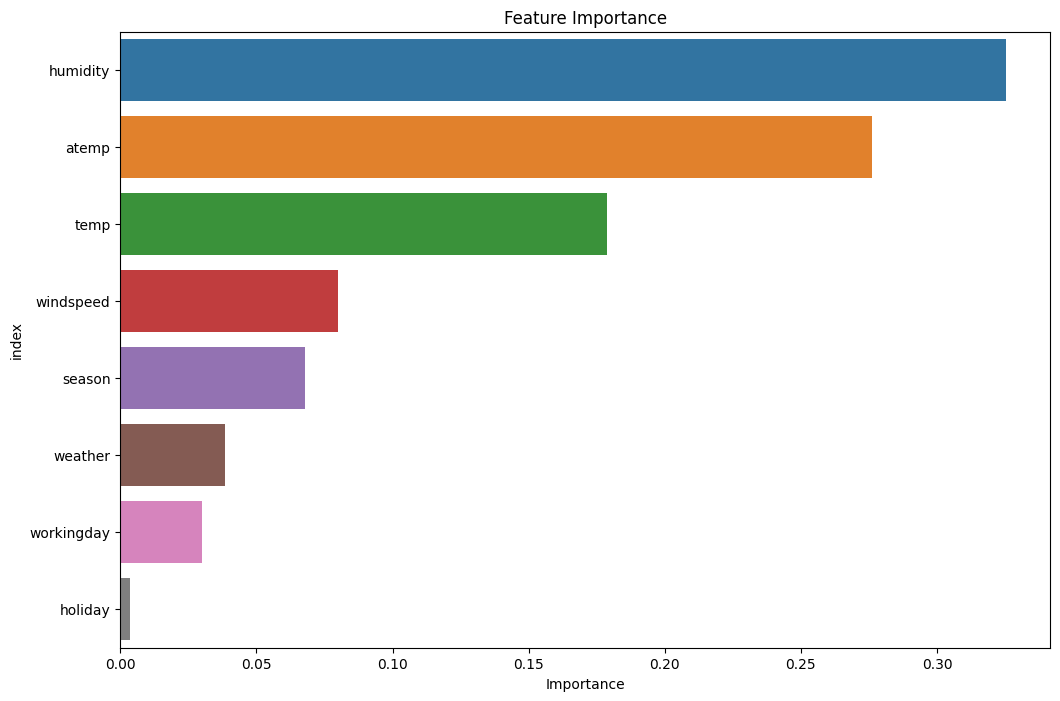 Feature Importance
humidity
atemp
temp
windspeed
index
season
weather
workingday
holiday
0.00 0.05 0.10 0.15 0.20 0.25 0.30
Importance